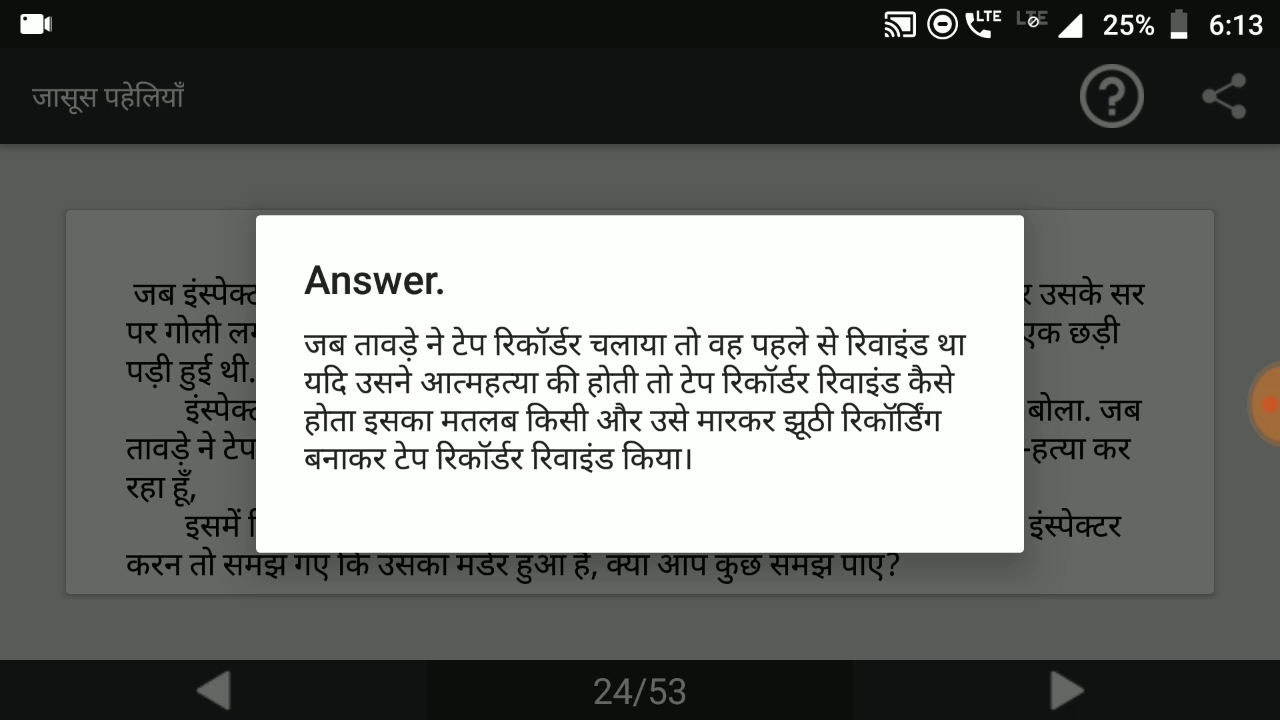 LTE LTE 25% 6:13
जासूस पहेलियाँ
Answer.
जब तावड़े ने टेप रिकॉर्डर चलाया तो वह पहले से रिवाइंड था
यदि उसने आत्महत्या की होती तो टेप रिकॉर्डर रिवाइंड कैसे
होता इसका मतलब किसी और उसे मारकर झूठी रिकॉर्डिंग
बनाकर टेप रिकॉर्डर रिवाइंड किया।
जब र उसके सर
पर गोली एक छड़ी
पड़ी हुई थी.
बोला. जब
तावड़े ने टेप -हत्या कर
रहा हूँ,
इसमें इंस्पेक्टर
करन तो समझ गए कि उसका मर्डर हुआ है, क्या आप कुछ समझ पाए?
24/53